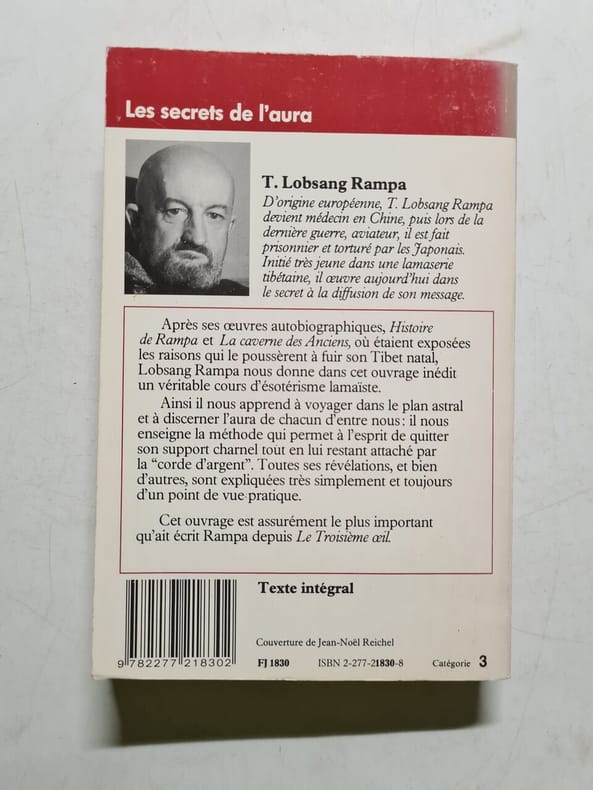 Les secrets de l'aura
T. Lobsang Rampa
D'origine européenne, T. Lobsang Rampa
devient médecin en Chine, puis lors de la
dernière guerre, aviateur, il est fait
prisonnier et torturé par les Japonais.
Initié très jeune dans une lamaserie
tibétaine, il œuvre aujourd'hui dans
le secret à la diffusion de son message.
Après ses œuvres autobiographiques, Histoire
de Rampa et La caverne des Anciens, où étaient exposées
les raisons qui le poussèrent à fuir son Tibet natal,
Lobsang Rampa nous donne dans cet ouvrage inédit
un véritable cours d'ésotérisme lamaïste.
Ainsi il nous apprend à voyager dans le plan astral
et à discerner l'aura de chacun d'entre nous : il nous
enseigne la méthode qui permet à l'esprit de quitter
son support charnel tout en lui restant attaché par
la “corde d'argent”. Toutes ses révélations, et bien
d'autres, sont expliquées très simplement et toujours
d'un point de vue pratique.
Cet ouvrage est assurément le plus important
qu'ait écrit Rampa depuis Le Troisième œil.
Texte intégral
Couverture de Jean-Noël Reichel
9 782277 218302 FJ 1830 ISBN 2-277-21830-8 Catégorie 3